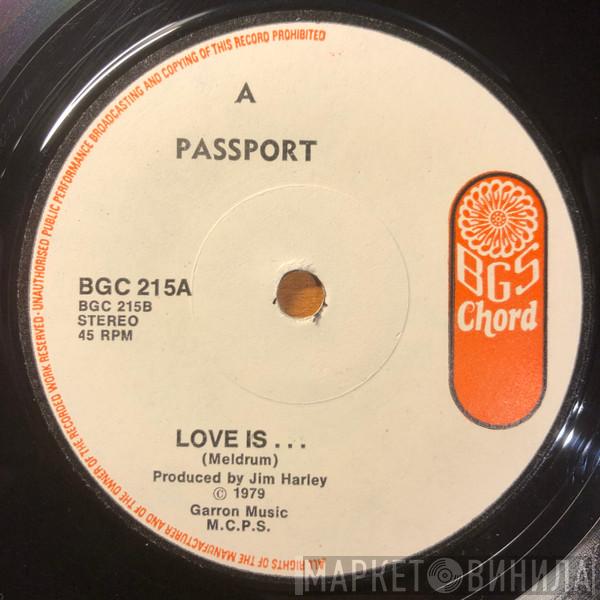 ALL RIGHTS OF THE MANUFACTURER AND OF THE OWNER OF THE RECORDED WORK RESERVED · UNAUTHORISED PUBLIC PERFORMANCE BROADCASTING AND COPYING OF THIS RECORD PROHIBITED
A
PASSPORT
BGS
Chord
BGC 215A
BGC 215B
STEREO
45 RPM
LOVE IS . . .
(Meldrum)
Produced by Jim Harley
© 1979
Garron Music
M.C.P.S.
МАРКЕТ ВИНИЛА